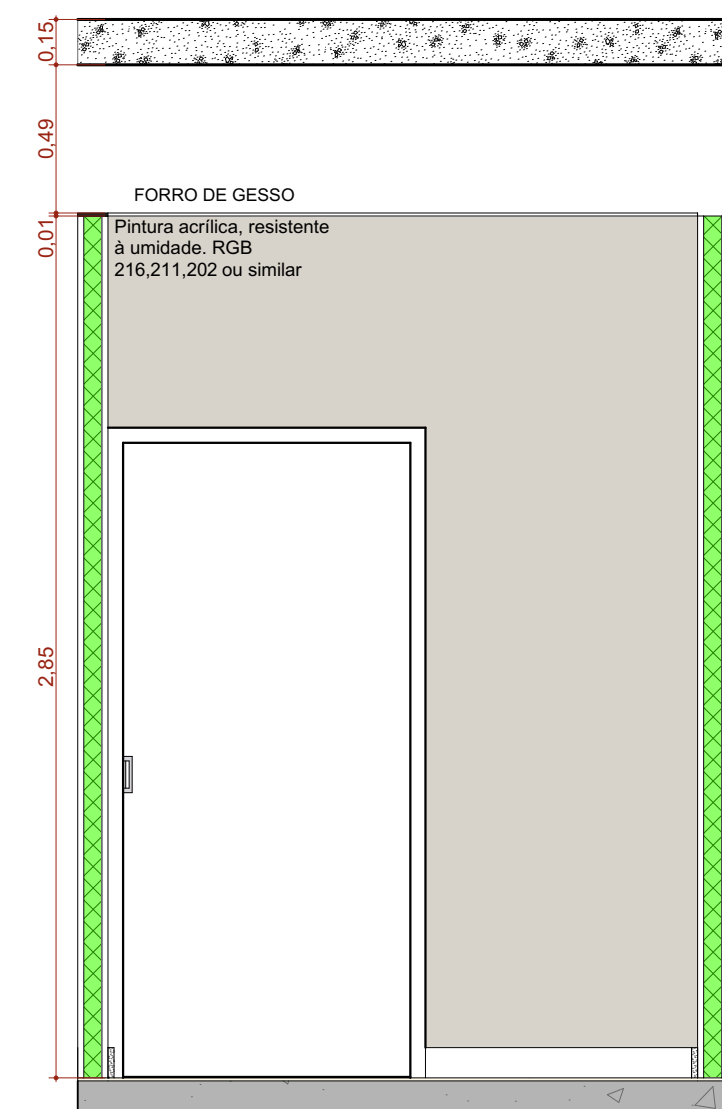 0,15
0,49
FORRO DE GESSO
0,01
Pintura acrílica, resistente
à umidade. RGB
216,211,202 ou similar
2,85